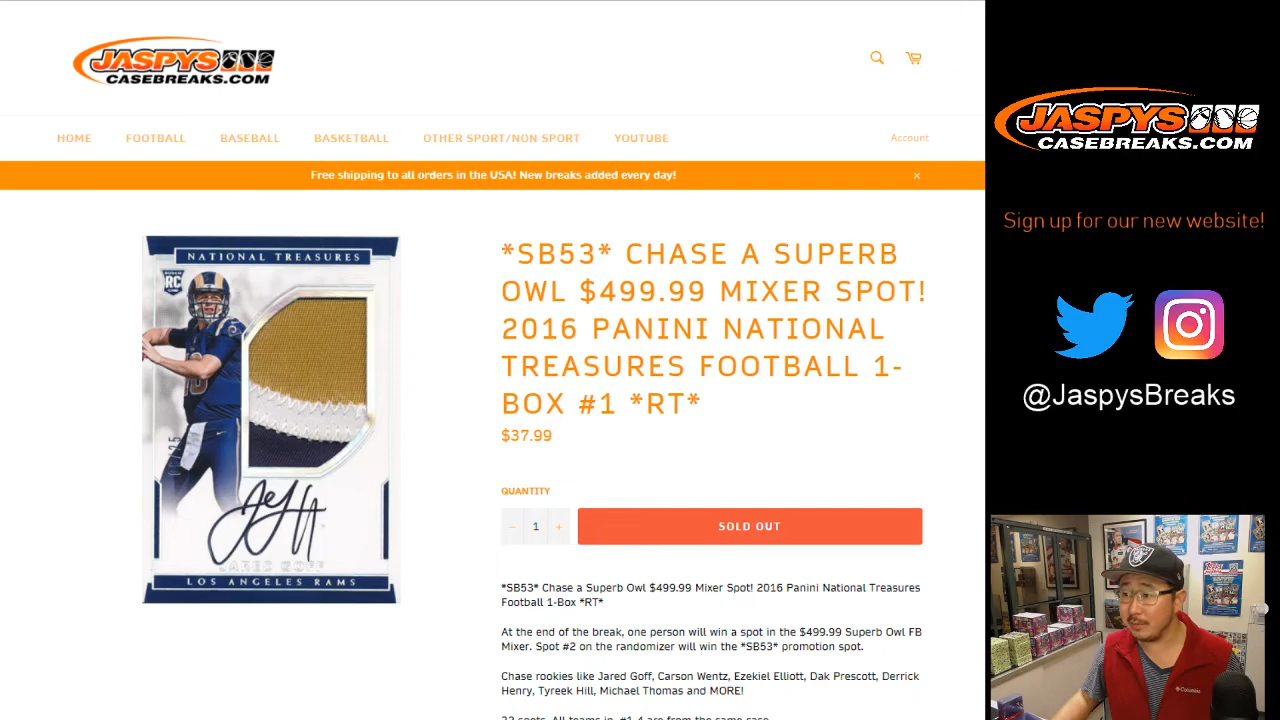 JASPYS
CASEBREAKS.COM
HOME FOOTBALL BASEBALL BASKETBALL OTHER SPORT/NON SPORT YOUTUBE Account
Free shipping to all orders in the USA! New breaks added every day! ×
NATIONAL TREASURES
RC
JARED GOFF
LOS ANGELES RAMS
*SB53* CHASE A SUPERB
OWL $499.99 MIXER SPOT!
2016 PANINI NATIONAL
TREASURES FOOTBALL 1-
BOX #1 *RT*
$37.99
QUANTITY
− 1 +
SOLD OUT
*SB53* Chase a Superb Owl $499.99 Mixer Spot! 2016 Panini National Treasures
Football 1-Box *RT*
At the end of the break, one person will win a spot in the $499.99 Superb Owl FB
Mixer. Spot #2 on the randomizer will win the *SB53* promotion spot.
Chase rookies like Jared Goff, Carson Wentz, Ezekiel Elliott, Dak Prescott, Derrick
Henry, Tyreek Hill, Michael Thomas and MORE!
JASPYS
CASEBREAKS.COM
Sign up for our new website!
@JaspysBreaks
topps
Columbia